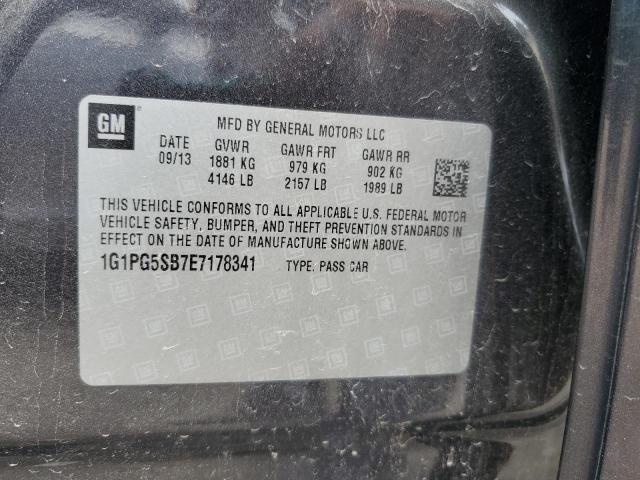 GM
MFD BY GENERAL MOTORS LLC
DATE GVWR GAWR FRT GAWR RR
09/13 1881 KG 979 KG 902 KG
4146 LB 2157 LB 1989 LB
THIS VEHICLE CONFORMS TO ALL APPLICABLE U.S. FEDERAL MOTOR
VEHICLE SAFETY, BUMPER, AND THEFT PREVENTION STANDARDS IN
EFFECT ON THE DATE OF MANUFACTURE SHOWN ABOVE.
1G1PG5SB7E7178341 TYPE: PASS CAR